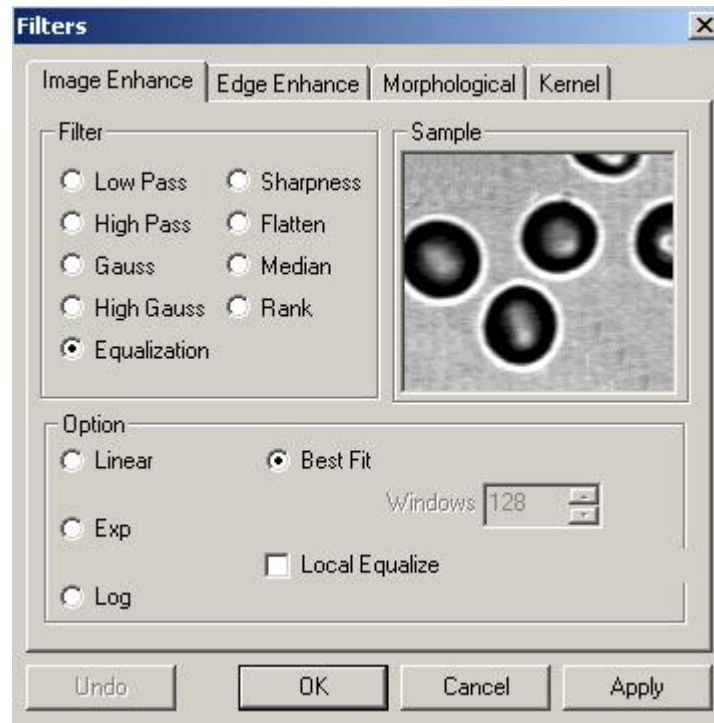 Filters
Image Enhance Edge Enhance Morphological Kernel
Filter
Low Pass
High Pass
Gauss
High Gauss
Equalization
Sharpness
Flatten
Median
Rank
Sample
Option
Linear
Exp
Log
Best Fit
Windows 128
Local Equalize
Undo OK Cancel Apply